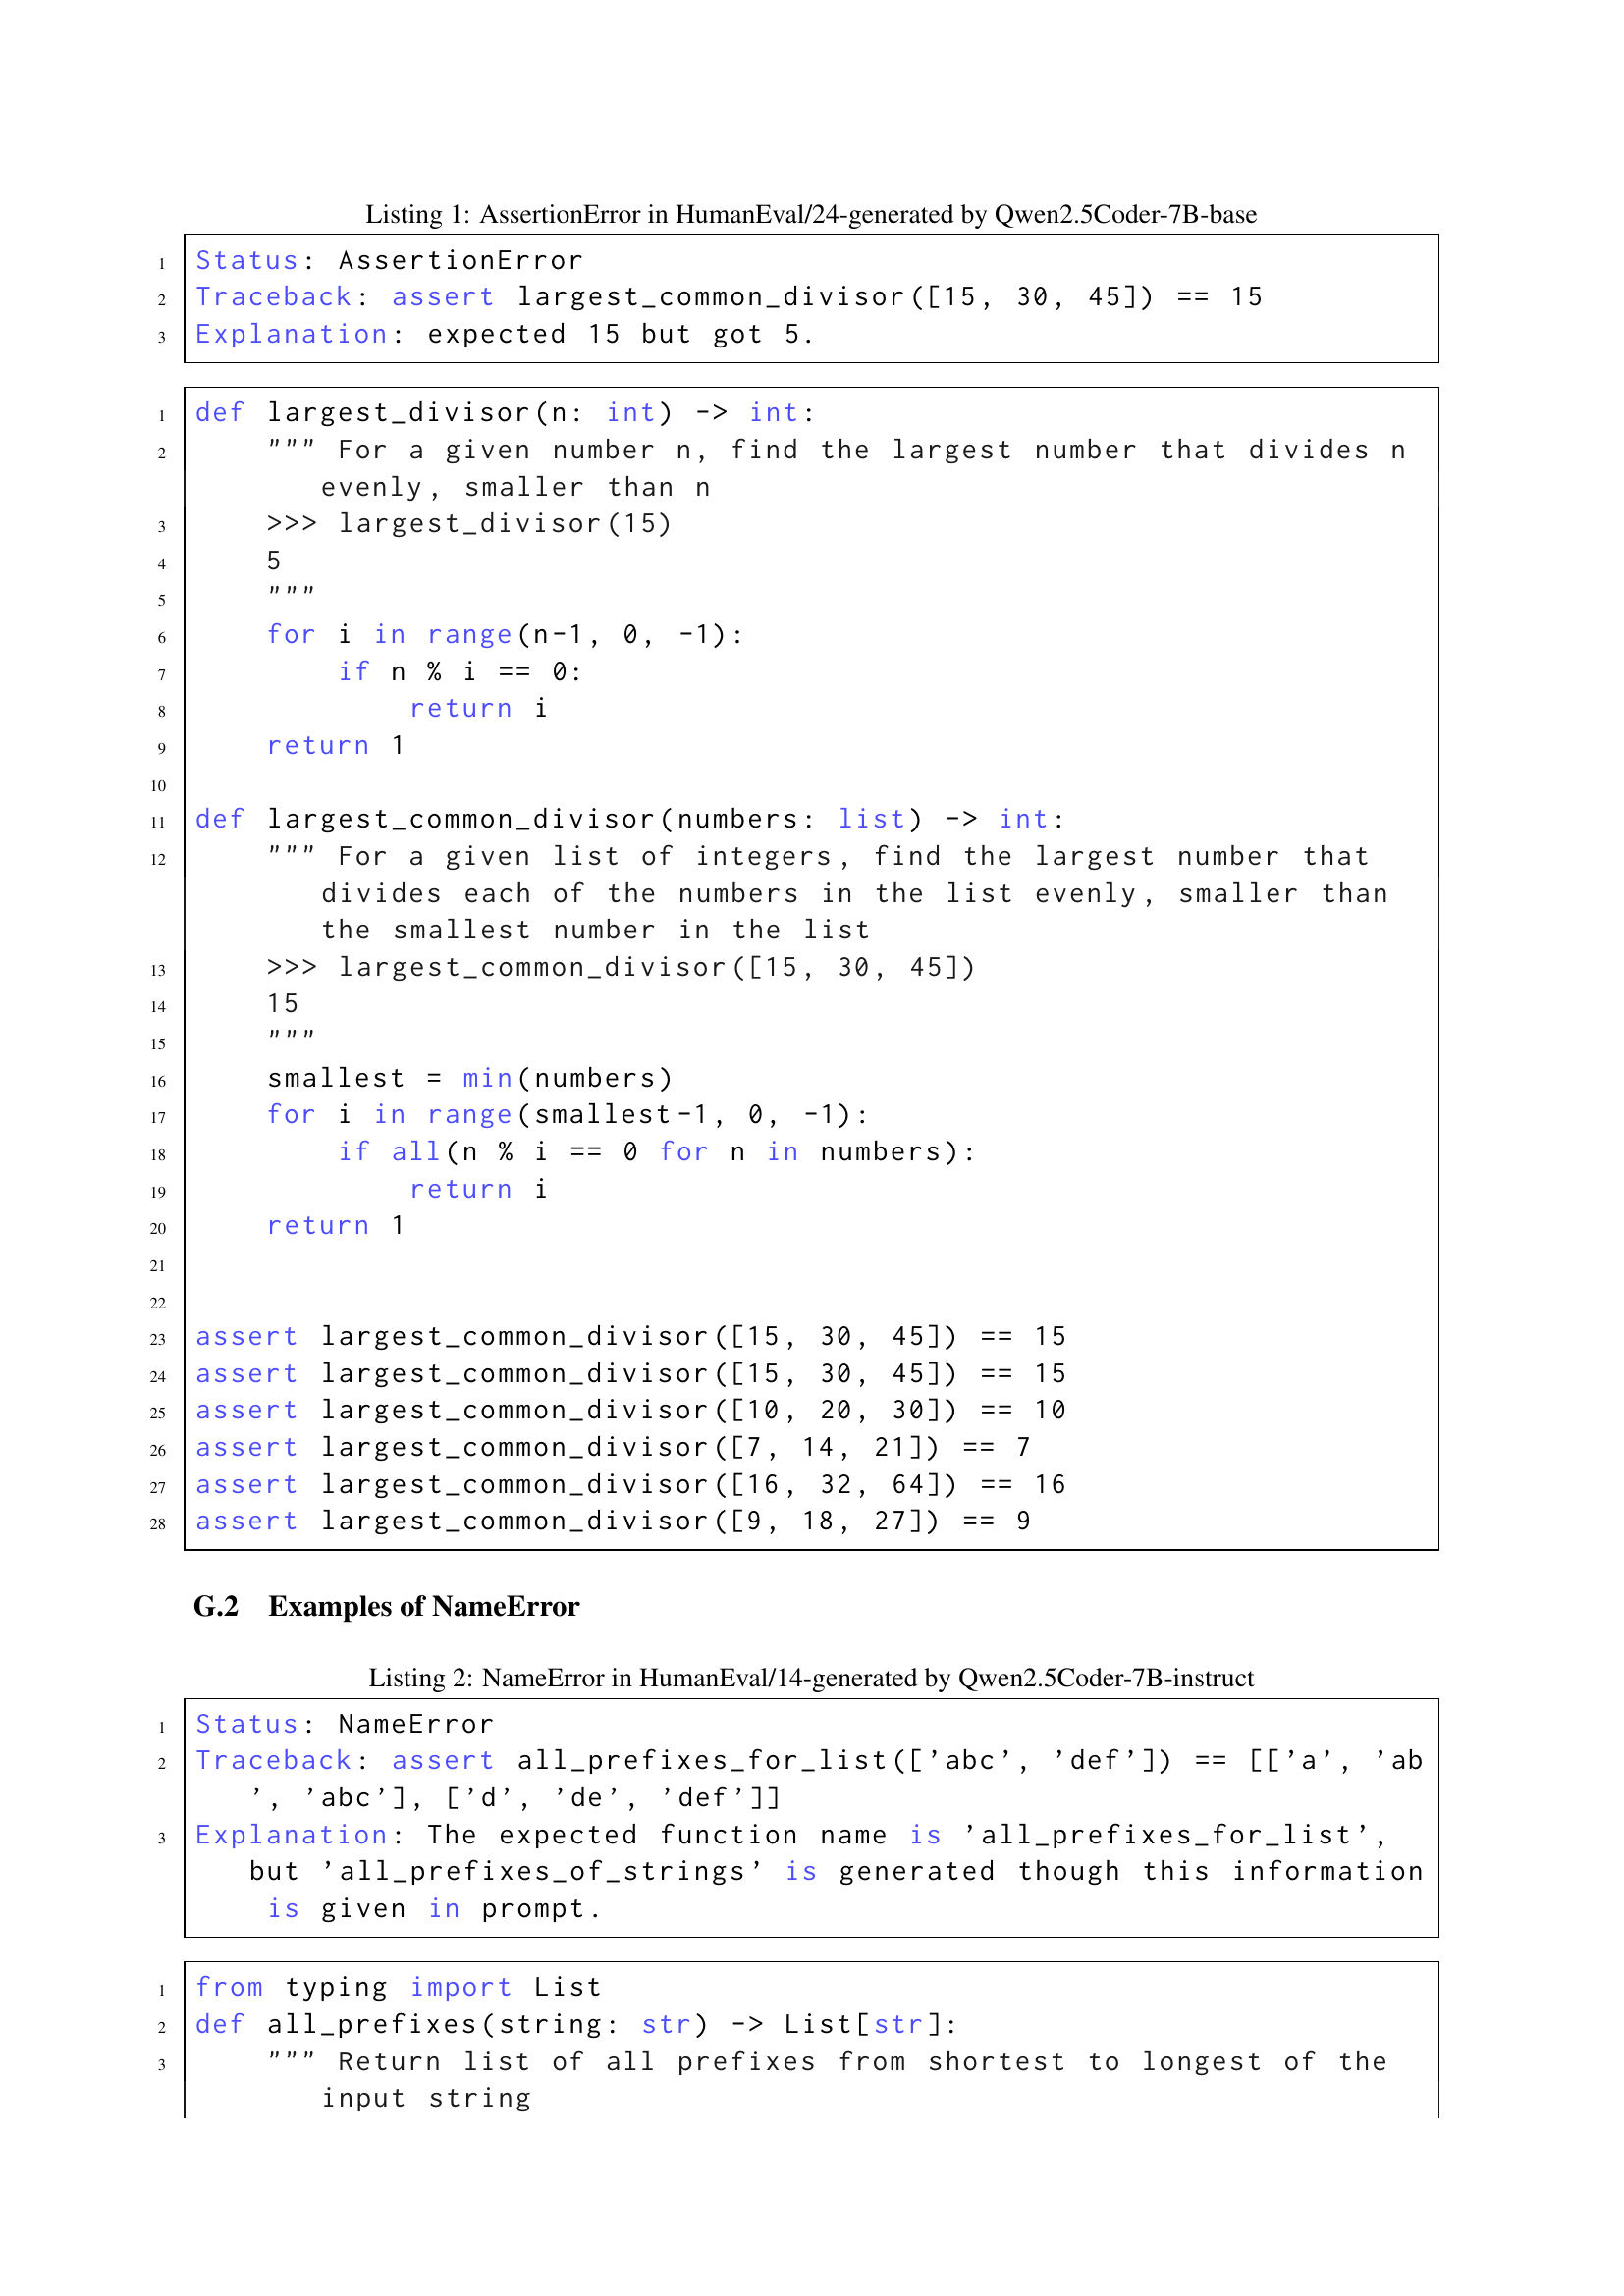 Listing 1: AssertionError in HumanEval/24-generated by Qwen2.5Coder-7B-base
1 Status: AssertionError
2 Traceback: assert largest_common_divisor([15, 30, 45]) == 15
3 Explanation: expected 15 but got 5.
1 def largest_divisor(n: int) -> int:
2     """ For a given number n, find the largest number that divides n
evenly, smaller than n
3     >>> largest_divisor(15)
4     5
5     """
6     for i in range(n-1, 0, -1):
7         if n % i == 0:
8             return i
9     return 1
10
11 def largest_common_divisor(numbers: list) -> int:
12     """ For a given list of integers, find the largest number that
divides each of the numbers in the list evenly, smaller than
the smallest number in the list
13     >>> largest_common_divisor([15, 30, 45])
14     15
15     """
16     smallest = min(numbers)
17     for i in range(smallest-1, 0, -1):
18         if all(n % i == 0 for n in numbers):
19             return i
20     return 1
21
22
23 assert largest_common_divisor([15, 30, 45]) == 15
24 assert largest_common_divisor([15, 30, 45]) == 15
25 assert largest_common_divisor([10, 20, 30]) == 10
26 assert largest_common_divisor([7, 14, 21]) == 7
27 assert largest_common_divisor([16, 32, 64]) == 16
28 assert largest_common_divisor([9, 18, 27]) == 9
G.2 Examples of NameError
Listing 2: NameError in HumanEval/14-generated by Qwen2.5Coder-7B-instruct
1 Status: NameError
2 Traceback: assert all_prefixes_for_list(['abc', 'def']) == [['a', 'ab
', 'abc'], ['d', 'de', 'def']]
3 Explanation: The expected function name is 'all_prefixes_for_list',
but 'all_prefixes_of_strings' is generated though this information
is given in prompt.
1 from typing import List
2 def all_prefixes(string: str) -> List[str]:
3     """ Return list of all prefixes from shortest to longest of the
input string